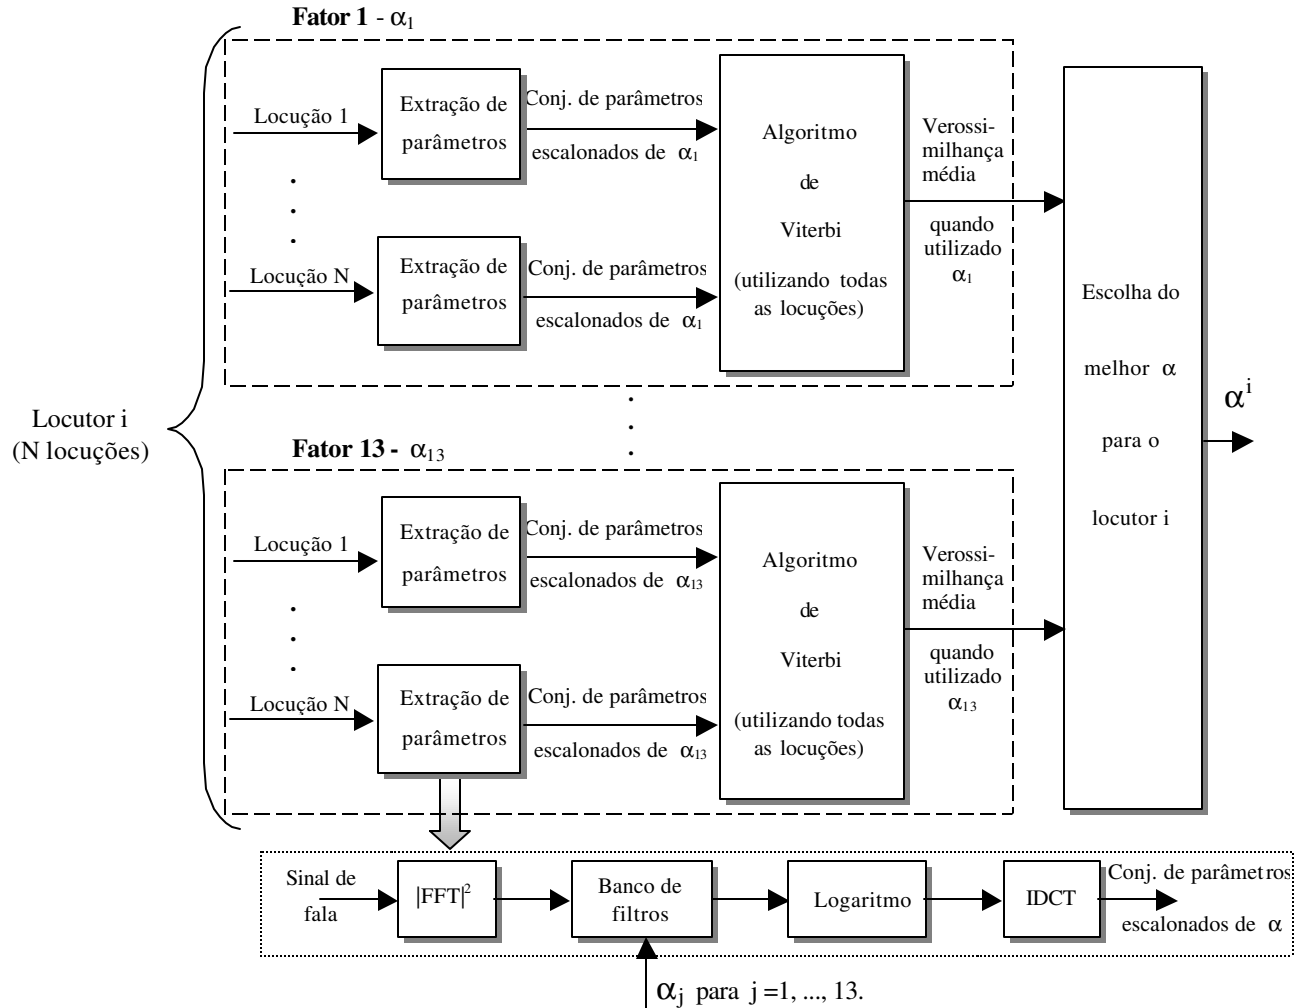 Fator 1 - α1
Locução 1
Extração de
parâmetros
Conj. de parâmetros
escalonados de α1
Locução N
Extração de
parâmetros
Conj. de parâmetros
escalonados de α1
Algoritmo
de
Viterbi
(utilizando todas
as locuções)
Verossi-
milhança
média
quando
utilizado
α1
Locutor i
(N locuções)
Fator 13 - α13
Locução 1
Extração de
parâmetros
Conj. de parâmetros
escalonados de α13
Locução N
Extração de
parâmetros
Conj. de parâmetros
escalonados de α13
Algoritmo
de
Viterbi
(utilizando todas
as locuções)
Verossi-
milhança
média
quando
utilizado
α13
Escolha do
melhor α
para o
locutor i
α^i
Sinal de
fala
|FFT|²
Banco de
filtros
Logaritmo
IDCT
Conj. de parâmetros
escalonados de α
αj para j =1, ..., 13.